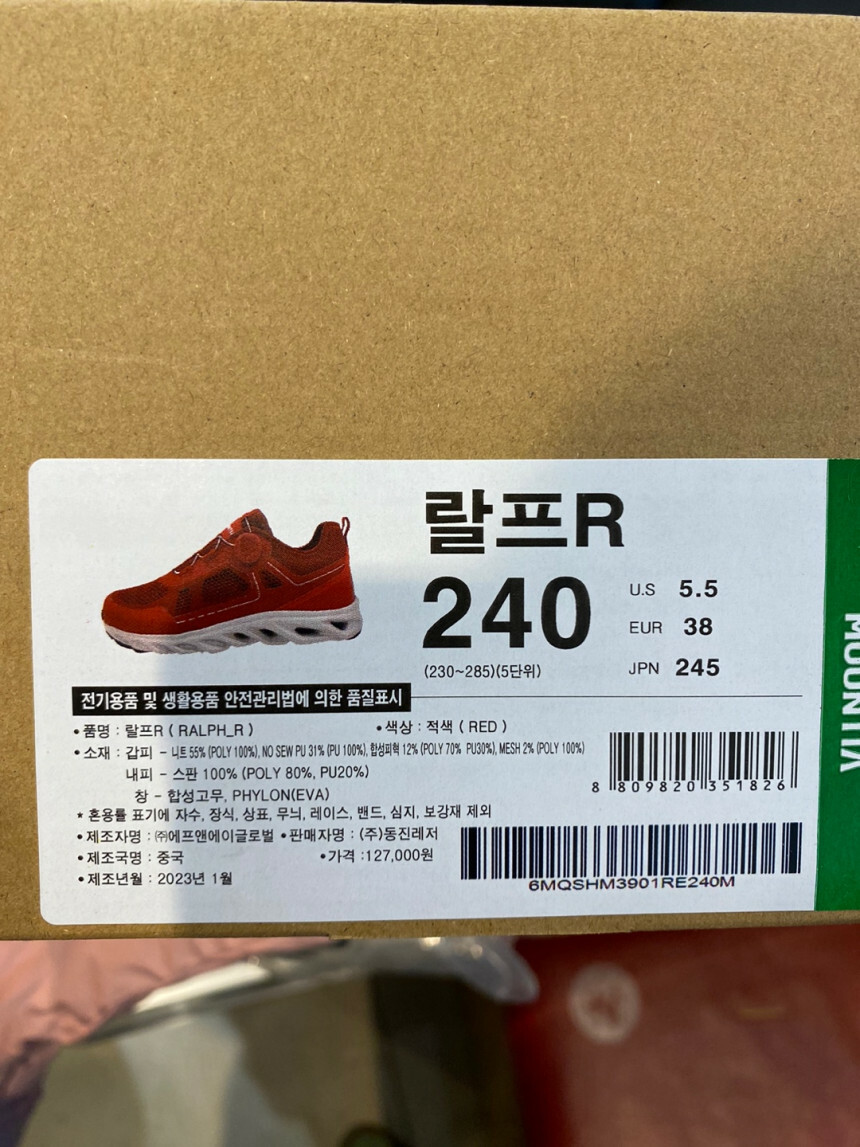 랄프R
240
(230~285)(5단위)
U.S 5.5
EUR 38
JPN 245
전기용품 및 생활용품 안전관리법에 의한 품질표시
•품명 : 랄프R ( RALPH_R ) •색상 : 적색 ( RED )
•소재 : 갑피 - 니트 55% (POLY 100%), NO SEW PU 31% (PU 100%), 합성피혁 12% (POLY 70% PU30%), MESH 2% (POLY 100%)
내피 - 스판 100% (POLY 80%, PU20%)
창 - 합성고무, PHYLON(EVA)
* 혼용률 표기에 자수, 장식, 상표, 무늬, 레이스, 밴드, 심지, 보강재 제외
•제조자명 : ㈜에프앤에이글로벌 •판매자명 : (주)동진레저
•제조국명 : 중국 •가격 :127,000원
•제조년월 : 2023년 1월
8 809820 351826
6MQSHM3901RE240M
MOUNTIA